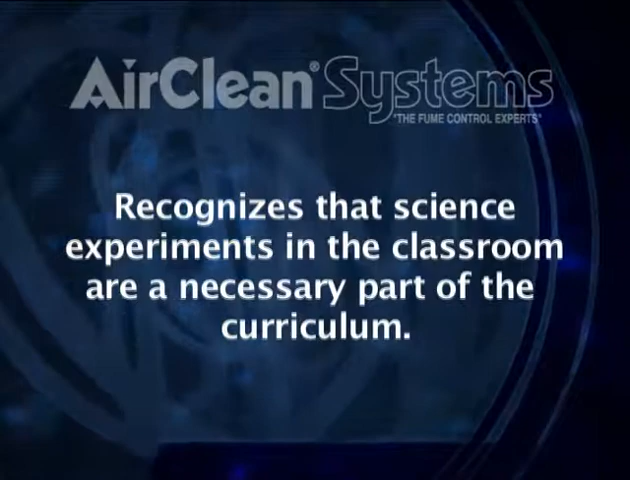 AirClean® Systems
"THE FUME CONTROL EXPERTS"
Recognizes that science
experiments in the classroom
are a necessary part of the
curriculum.